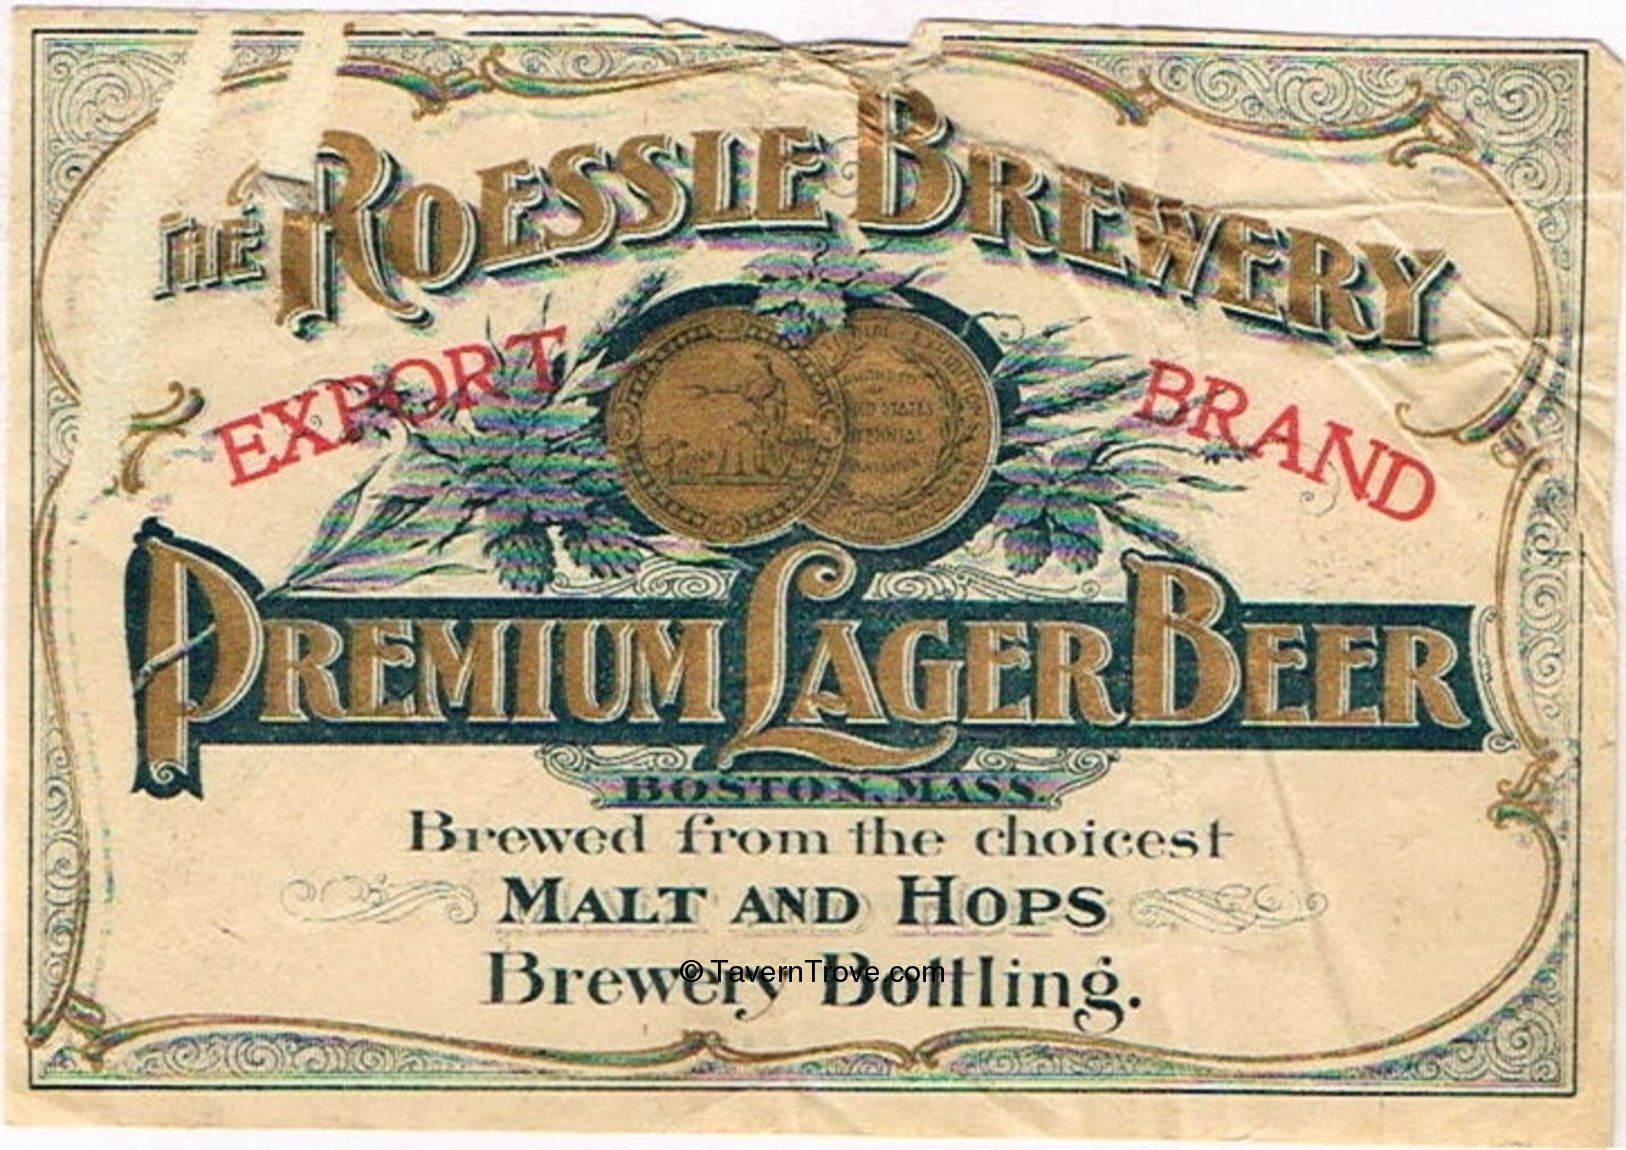 THE ROESSLE BREWERY
EXPORT BRAND
PREMIUM LAGER BEER
BOSTON, MASS.
Brewed from the choicest
MALT AND HOPS
Brewery Bottling.
© TavernTrove.com